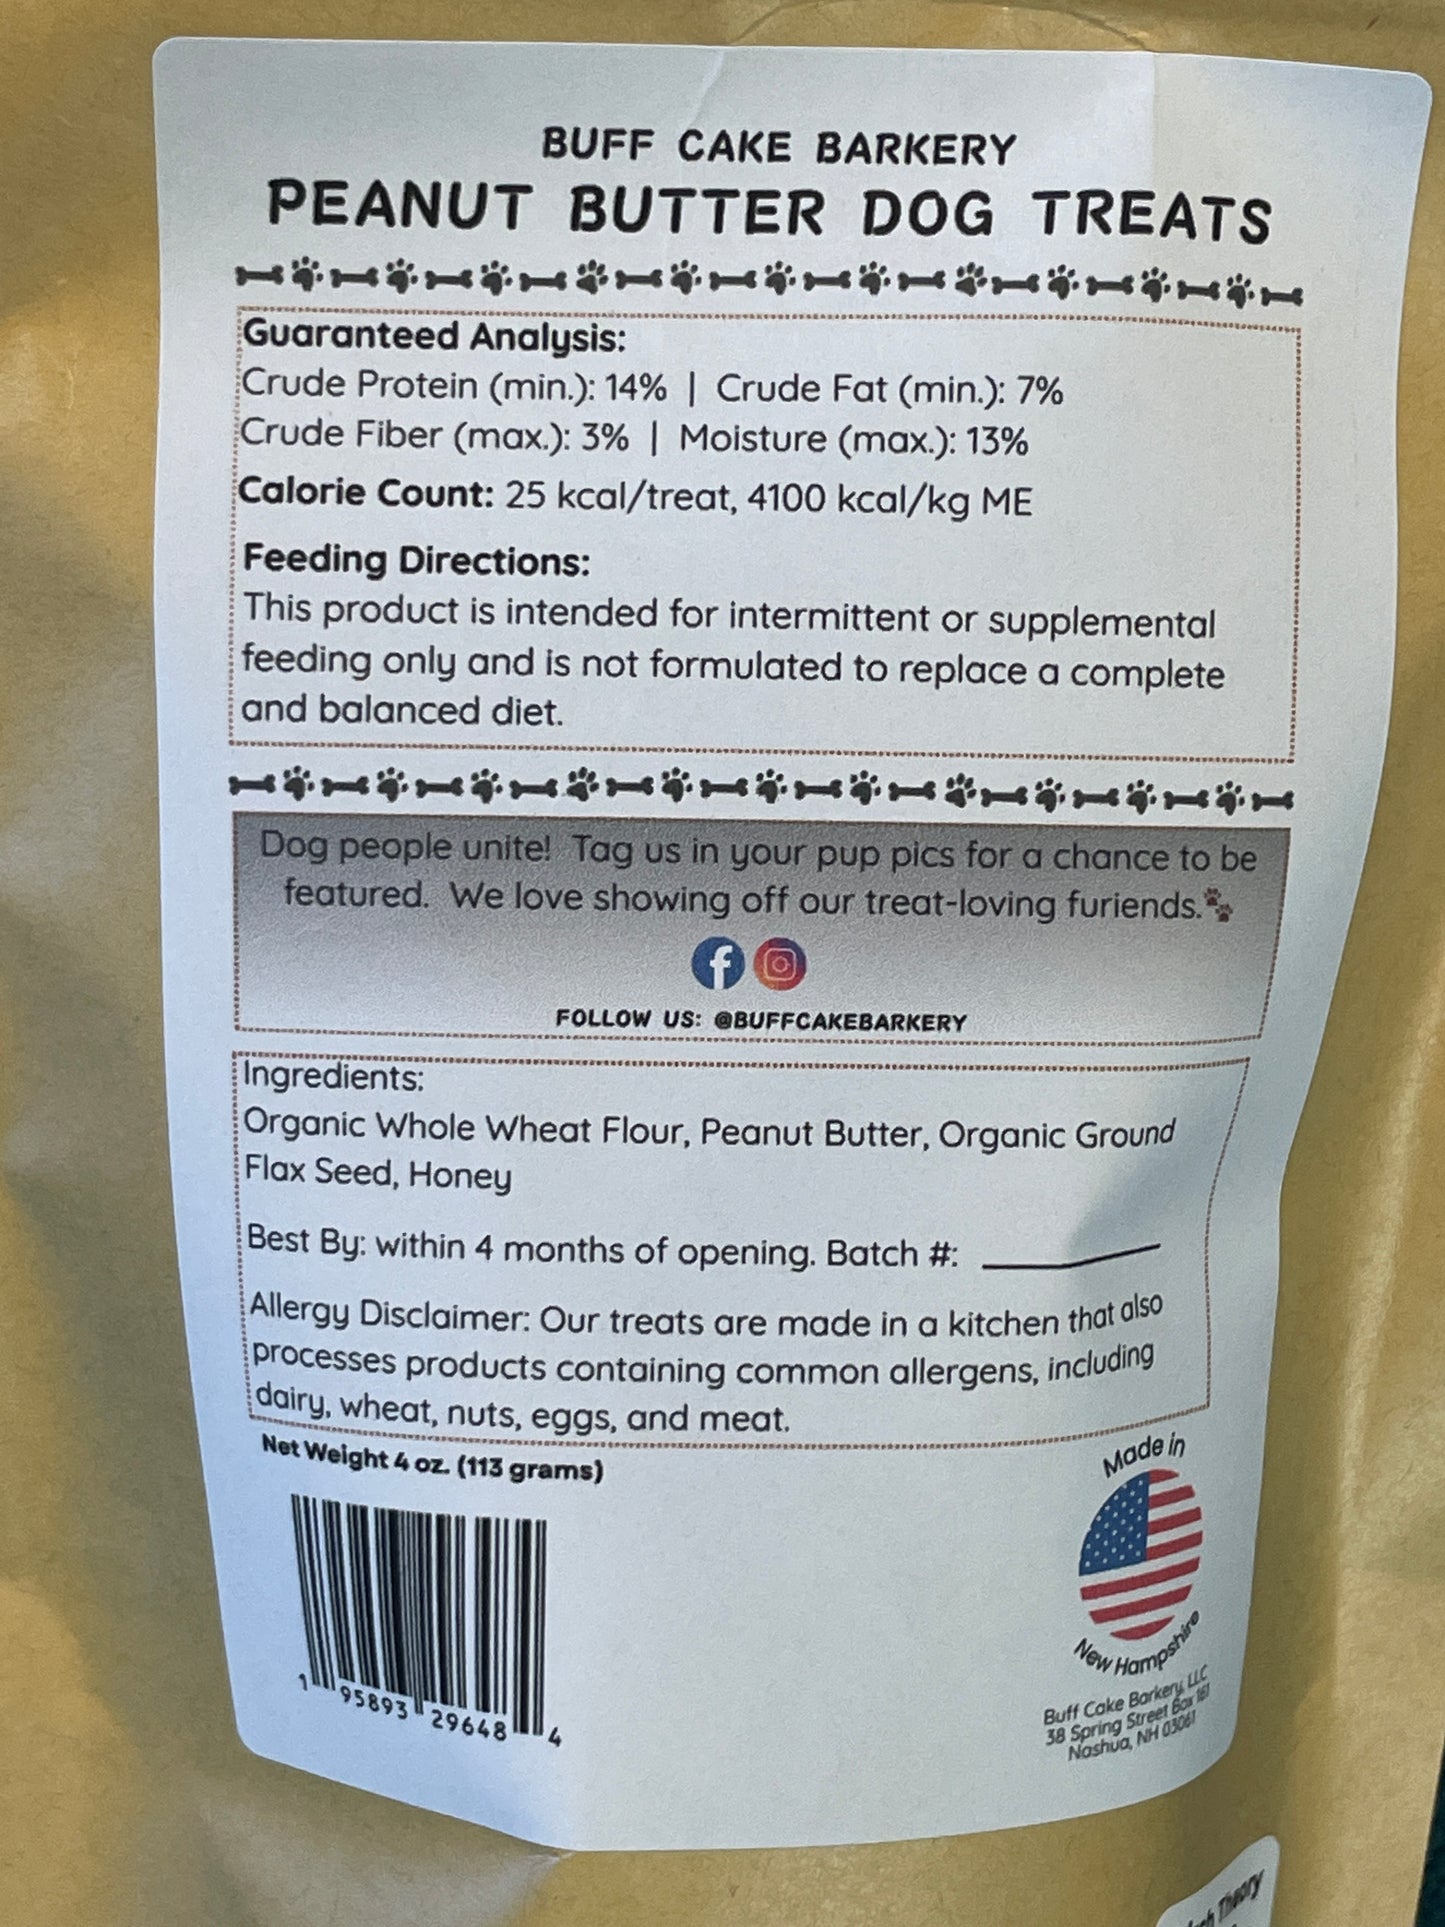 BUFF CAKE BARKERY
PEANUT BUTTER DOG TREATS
Guaranteed Analysis:
Crude Protein (min.): 14% | Crude Fat (min.): 7%
Crude Fiber (max.): 3% | Moisture (max.): 13%
Calorie Count: 25 kcal/treat, 4100 kcal/kg ME
Feeding Directions:
This product is intended for intermittent or supplemental
feeding only and is not formulated to replace a complete
and balanced diet.
Dog people unite! Tag us in your pup pics for a chance to be
featured. We love showing off our treat-loving furiends.
FOLLOW US: @BUFFCAKEBARKERY
Ingredients:
Organic Whole Wheat Flour, Peanut Butter, Organic Ground
Flax Seed, Honey
Best By: within 4 months of opening. Batch #:
Allergy Disclaimer: Our treats are made in a kitchen that also
processes products containing common allergens, including
dairy, wheat, nuts, eggs, and meat.
Net Weight 4 oz. (113 grams)
1 95893 29648 4
Made in
New Hampshire
Buff Cake Barkery, LLC
38 Spring Street Box 161
Nashua, NH 03061
Theory